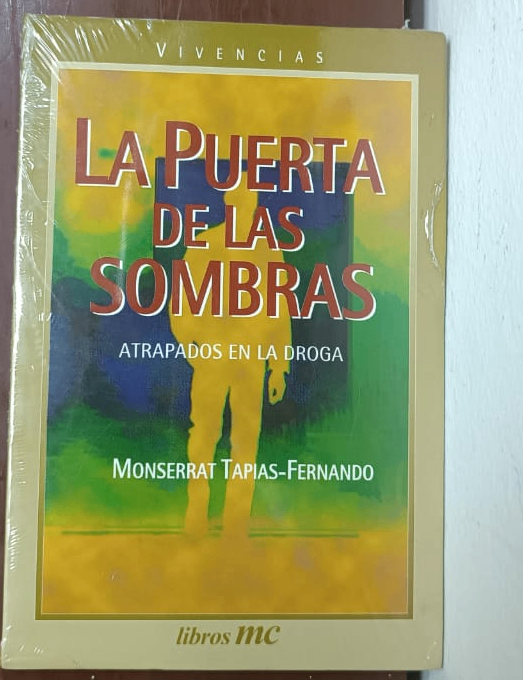 VIVENCIAS
LA PUERTA
DE LAS
SOMBRAS
ATRAPADOS EN LA DROGA
MONSERRAT TAPIAS-FERNANDO
libros mc